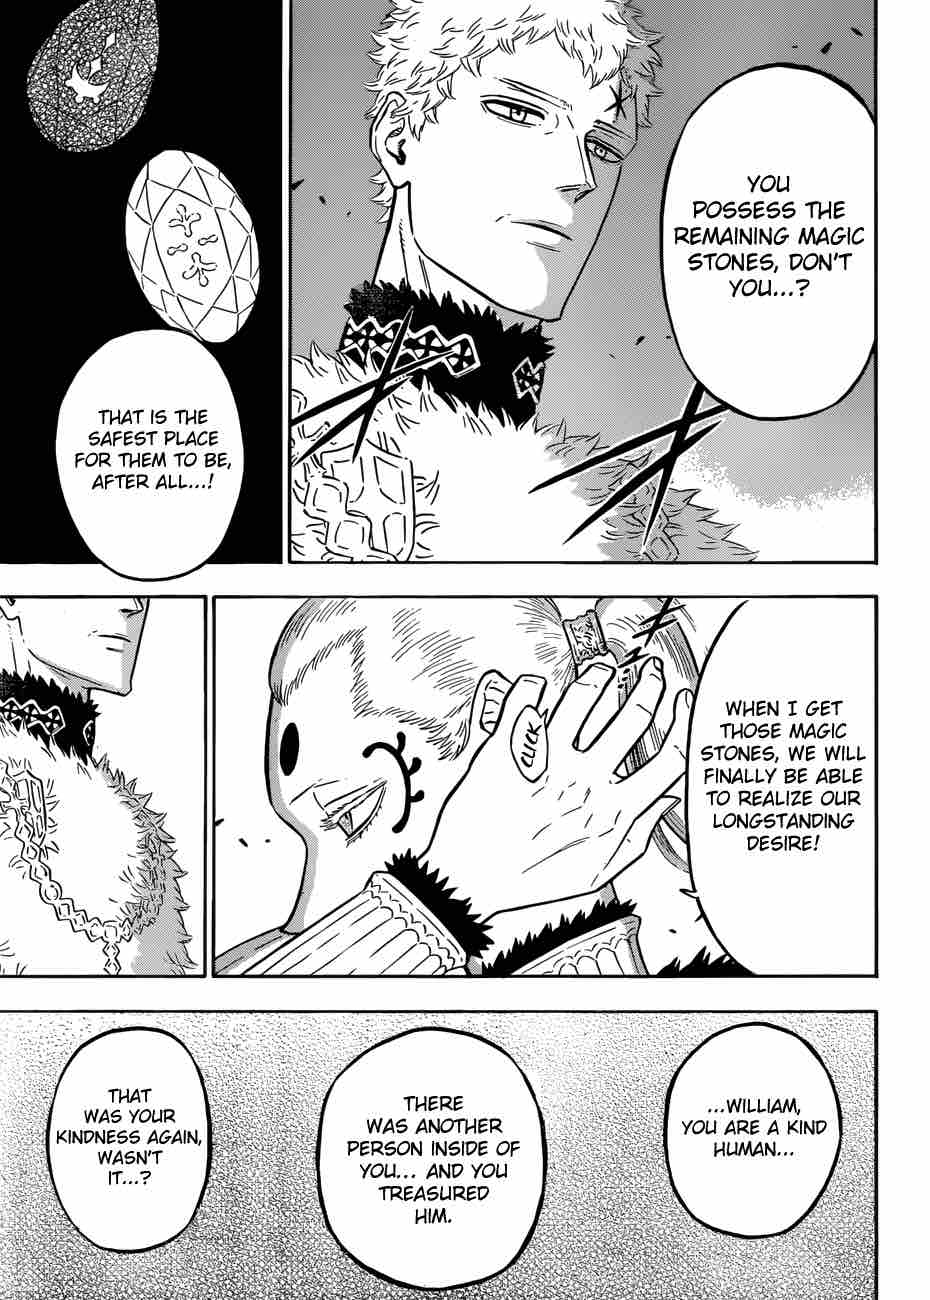 YOU
POSSESS THE
REMAINING MAGIC
STONES, DON'T
YOU...?
THAT IS THE
SAFEST PLACE
FOR THEM TO BE,
AFTER ALL...!
WHEN I GET
THOSE MAGIC
STONES, WE WILL
FINALLY BE ABLE
TO REALIZE OUR
LONGSTANDING
DESIRE!
CLICK
...WILLIAM,
YOU ARE A KIND
HUMAN...
THERE
WAS ANOTHER
PERSON INSIDE OF
YOU... AND YOU
TREASURED
HIM.
THAT
WAS YOUR
KINDNESS AGAIN,
WASN'T
IT...?